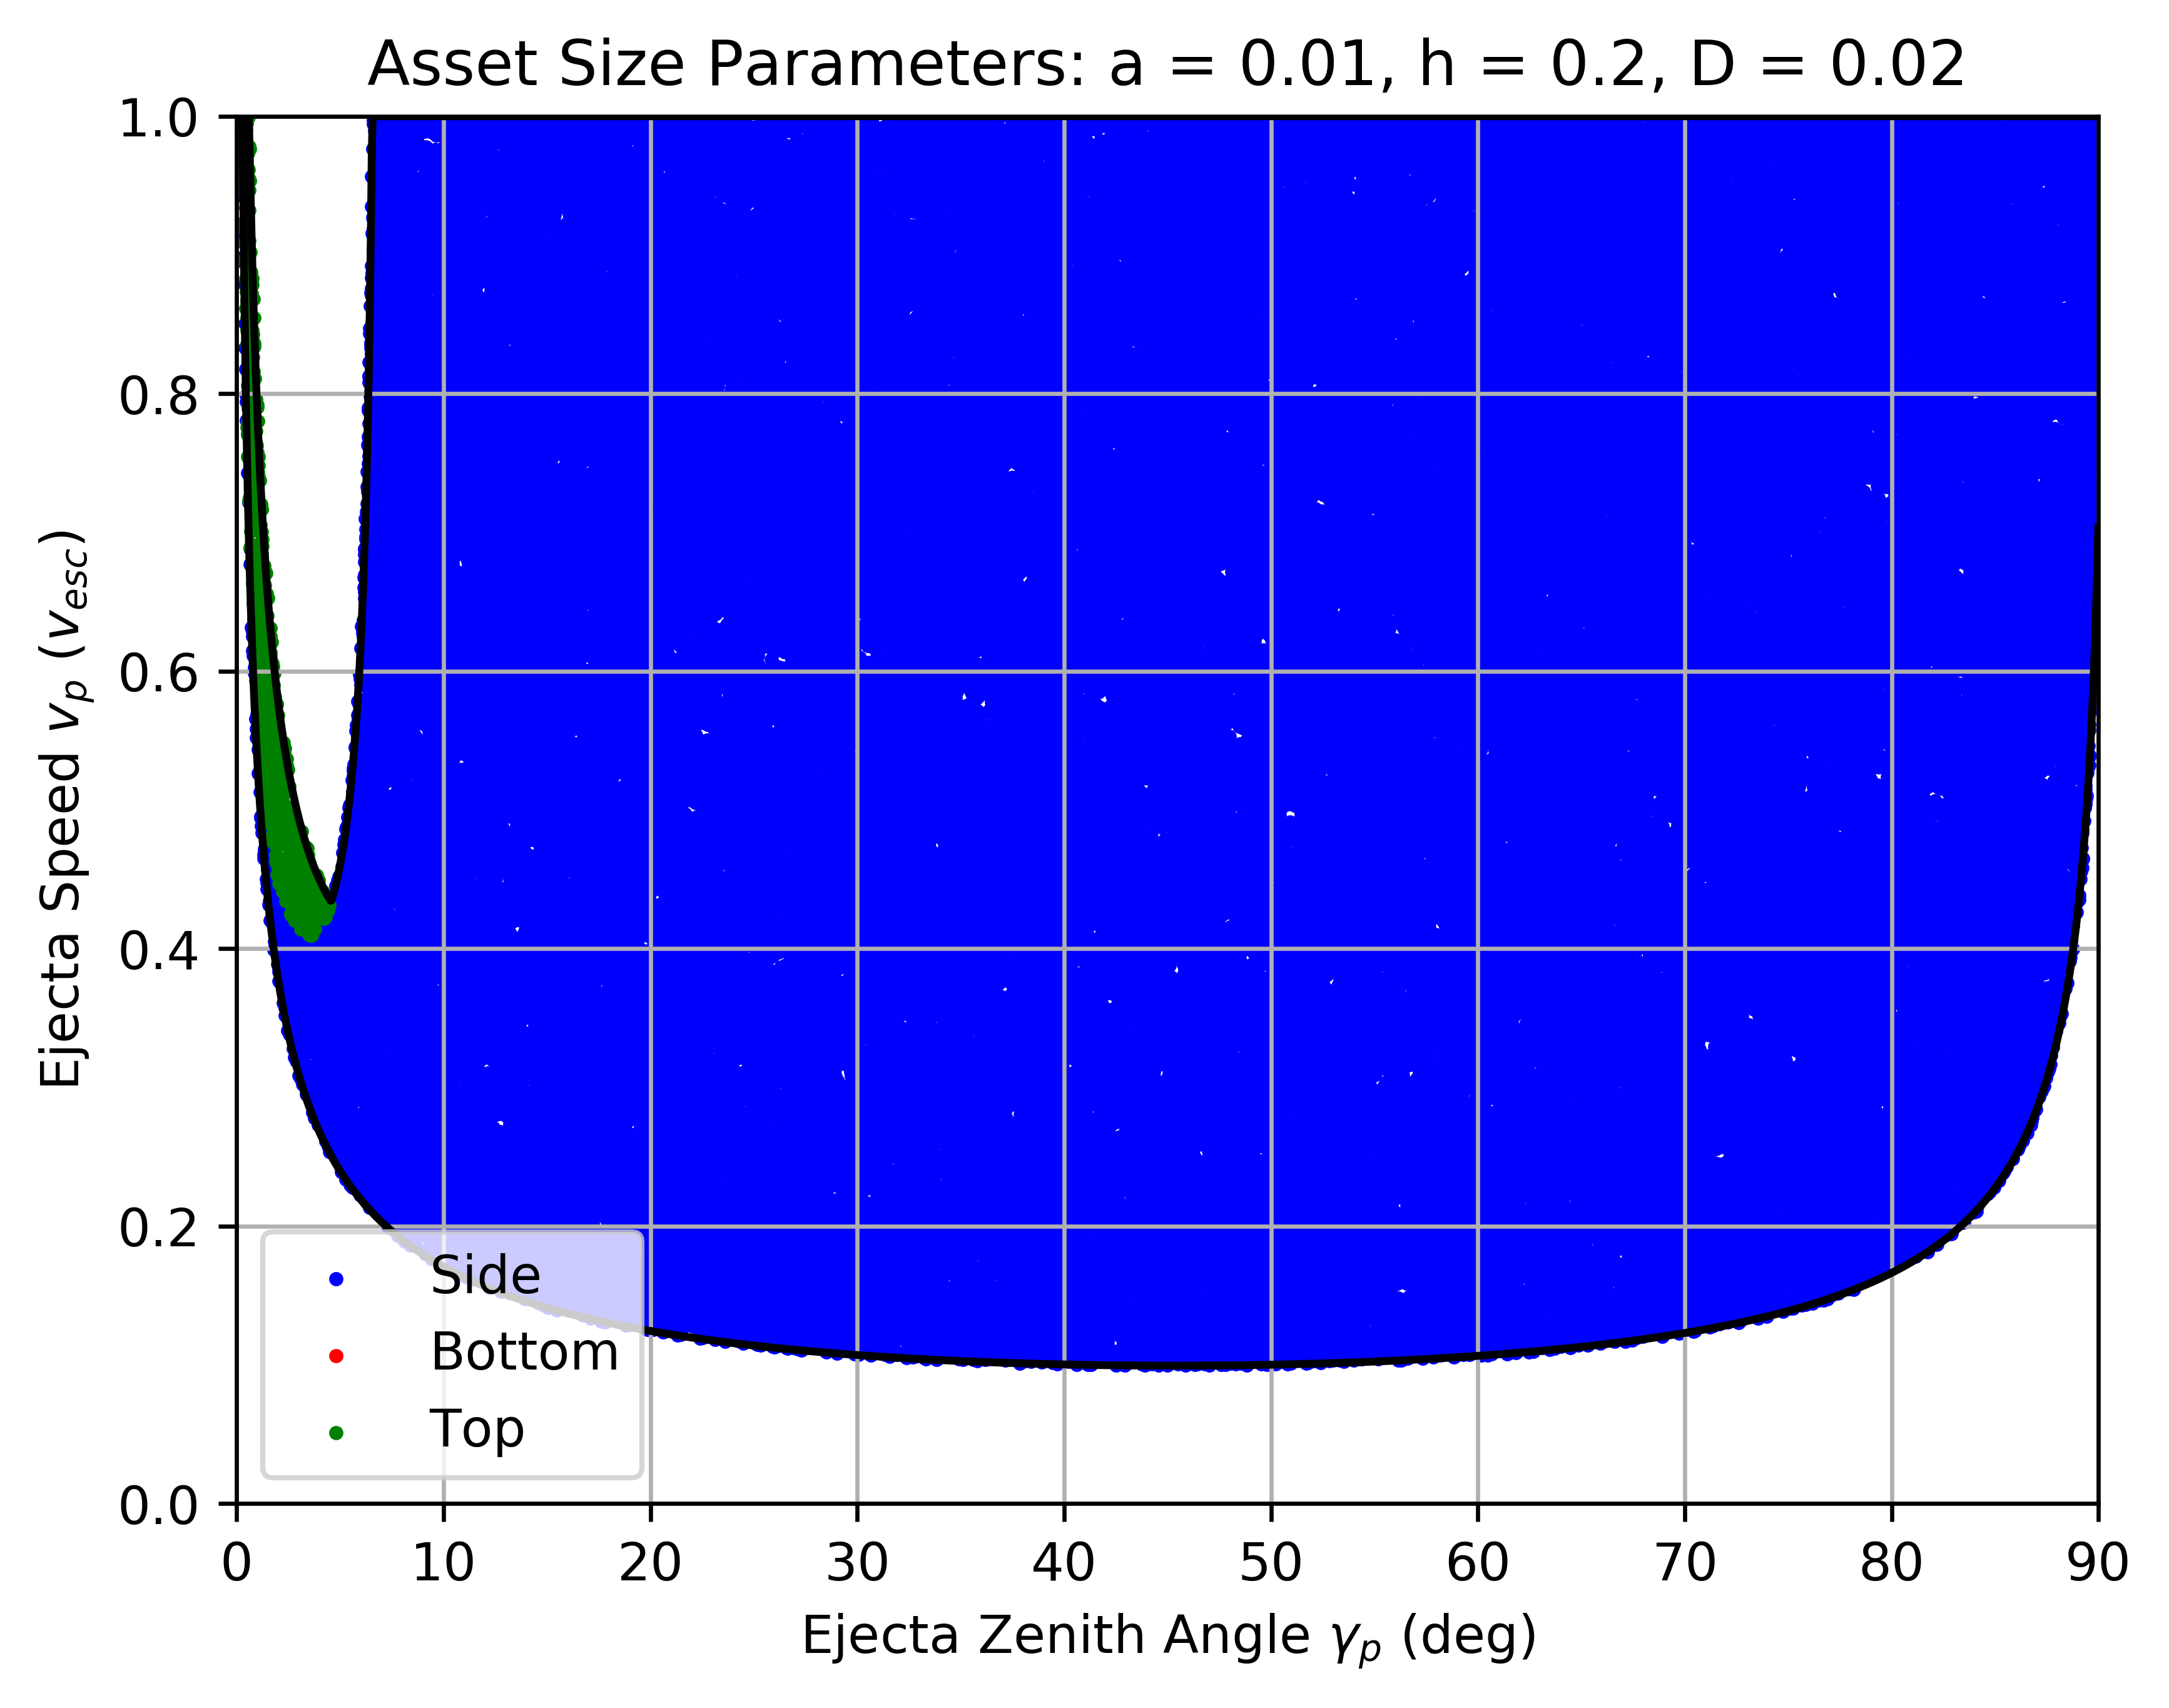 Asset Size Parameters: a = 0.01, h = 0.2, D = 0.02
1.0
0.8
0.6
0.4
0.2
0.0
Ejecta Speed v_p (v_esc)
Side
Bottom
Top
0 10 20 30 40 50 60 70 80 90
Ejecta Zenith Angle γ_p (deg)